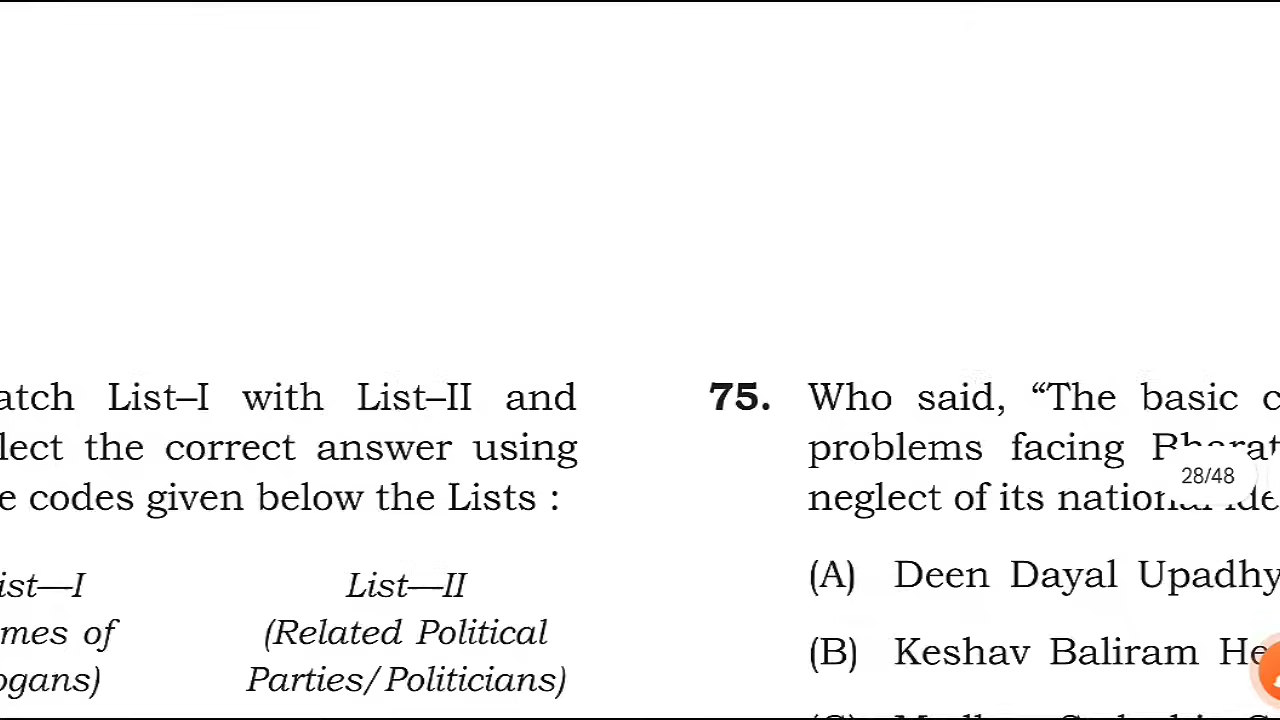 atch List–I with List–II and
lect the correct answer using
e codes given below the Lists :
ist—I List—II
mes of (Related Political
ogans) Parties/Politicians)
75. Who said, “The basic c
problems facing Bharat
neglect of its national ide
(A) Deen Dayal Upadhy
(B) Keshav Baliram He
28/48